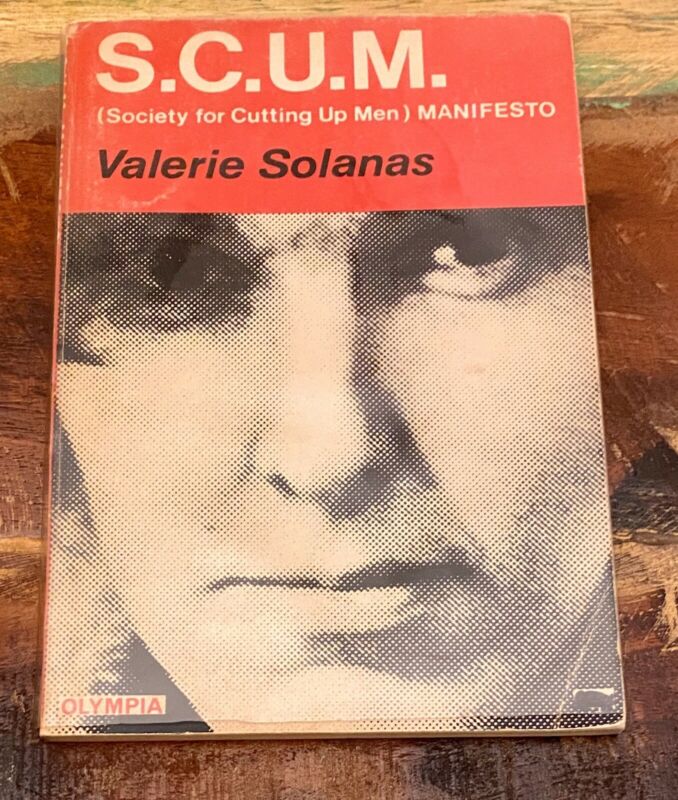 S.C.U.M.
(Society for Cutting Up Men) MANIFESTO
Valerie Solanas
OLYMPIA